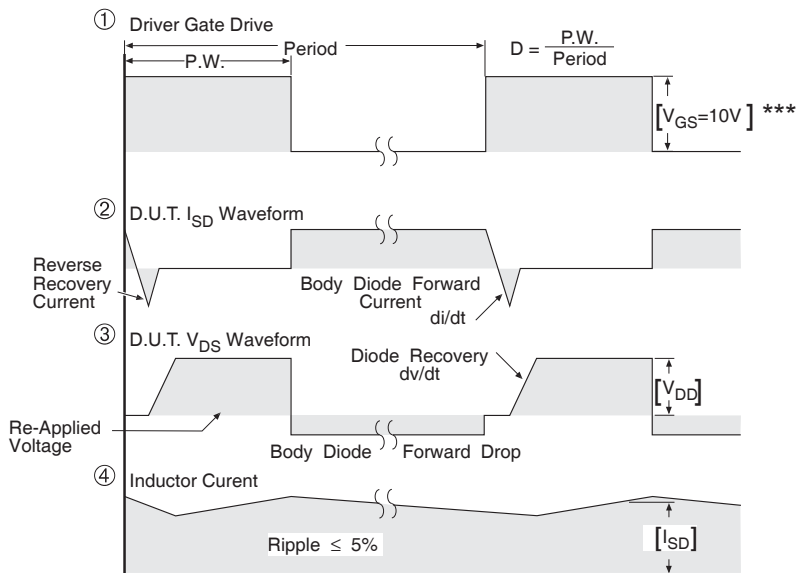 ① Driver Gate Drive
P.W.
Period
D = P.W.
Period
[VGS=10V] ***
② D.U.T. ISD Waveform
Reverse
Recovery
Current
Body Diode Forward
Current
di/dt
③ D.U.T. VDS Waveform
Diode Recovery
dv/dt
[VDD]
Re-Applied
Voltage
Body Diode Forward Drop
④ Inductor Curent
Ripple ≤ 5%
[ISD]